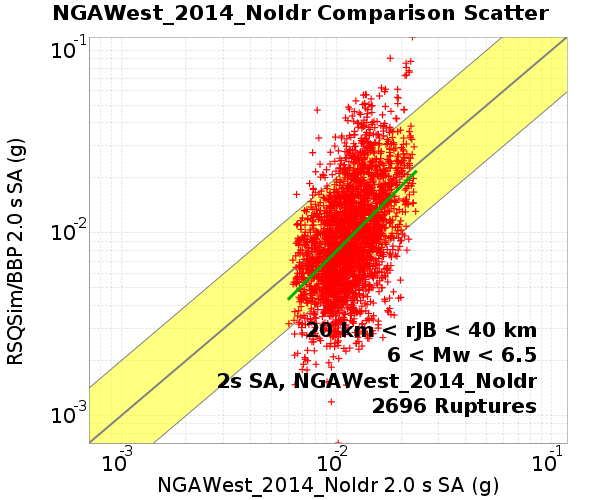 NGAWest_2014_NoIdr Comparison Scatter
10-1
10-2
10-3
RSQSim/BBP 2.0 s SA (g)
20 km < rJB < 40 km
6 < Mw < 6.5
2s SA, NGAWest_2014_NoIdr
2696 Ruptures
10-3
10-2
10-1
NGAWest_2014_NoIdr 2.0 s SA (g)